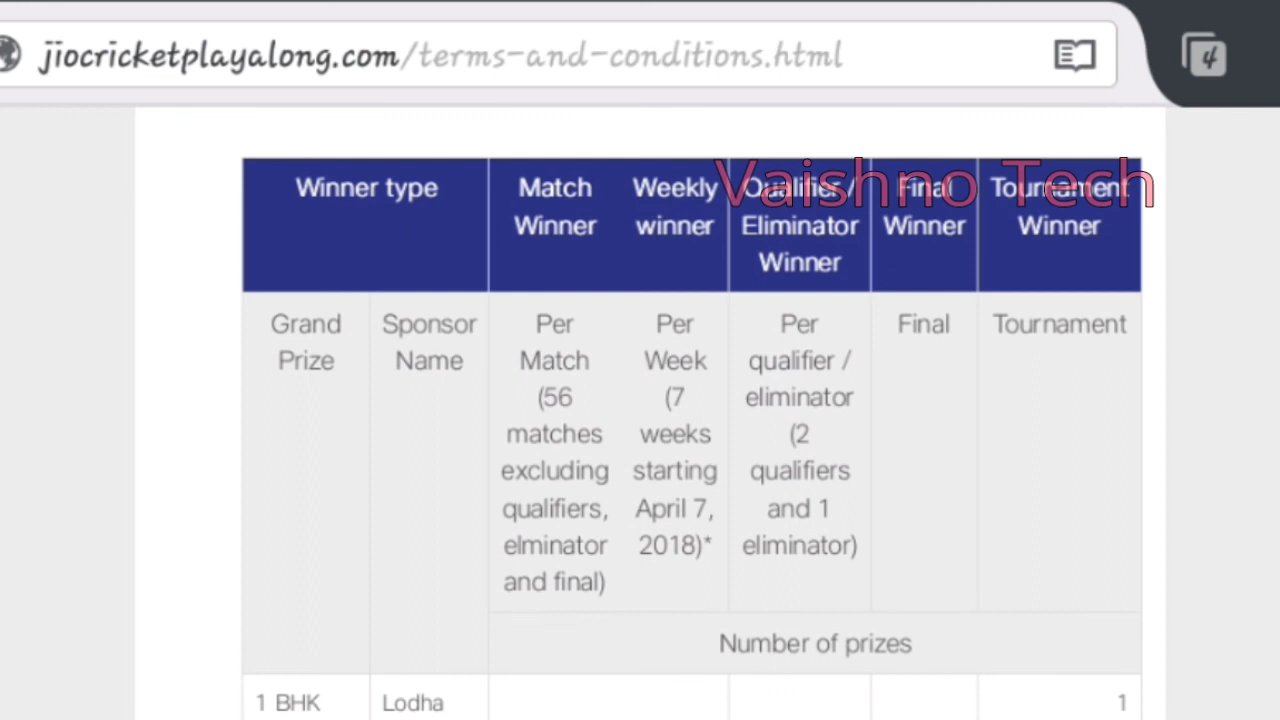 jiocricketplayalong.com/terms-and-conditions.html
4
Vaishno Tech
Winner type
Match Winner
Weekly winner
Qualifier / Eliminator Winner
Final Winner
Tournament Winner
Grand Prize
Sponsor Name
Per Match (56 matches excluding qualifiers, elminator and final)
Per Week (7 weeks starting April 7, 2018)*
Per qualifier / eliminator (2 qualifiers and 1 eliminator)
Final
Tournament
Number of prizes
1 BHK
Lodha
1